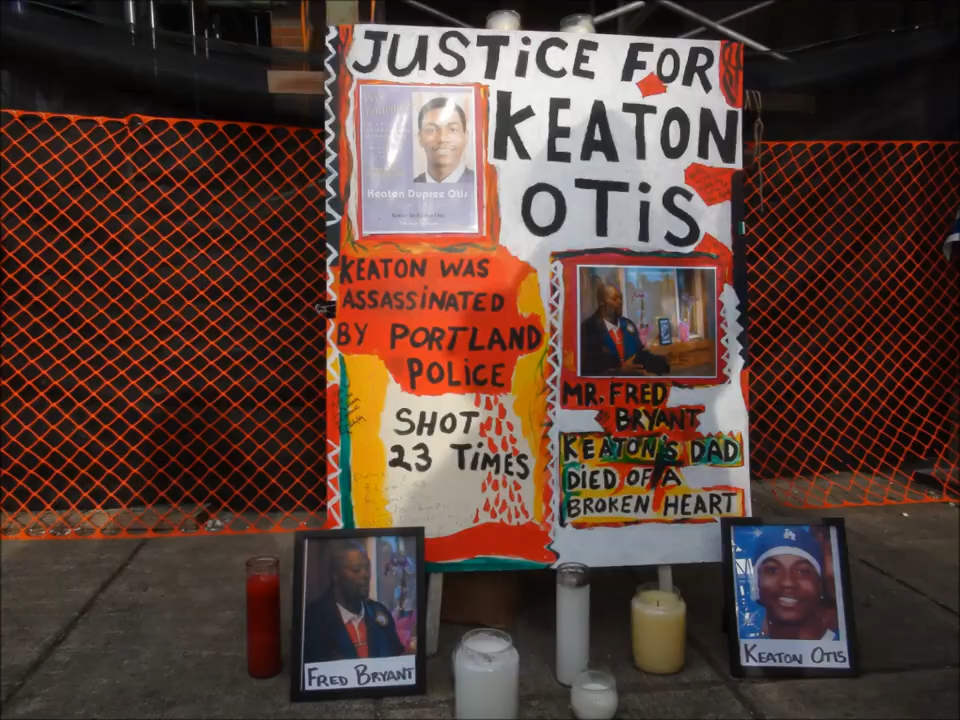 JUSTiCE FOR
KEATON
OTiS
Keaton Dupree Otis
KEATON WAS
ASSASSiNATED
BY PORTLAND
POLiCE
SHOT
23 TiMES
MR. FRED
BRYANT
KEATON'S DAD
DiED OF A
BROKEN HEART
FRED BRYANT
KEATON OTIS
LA